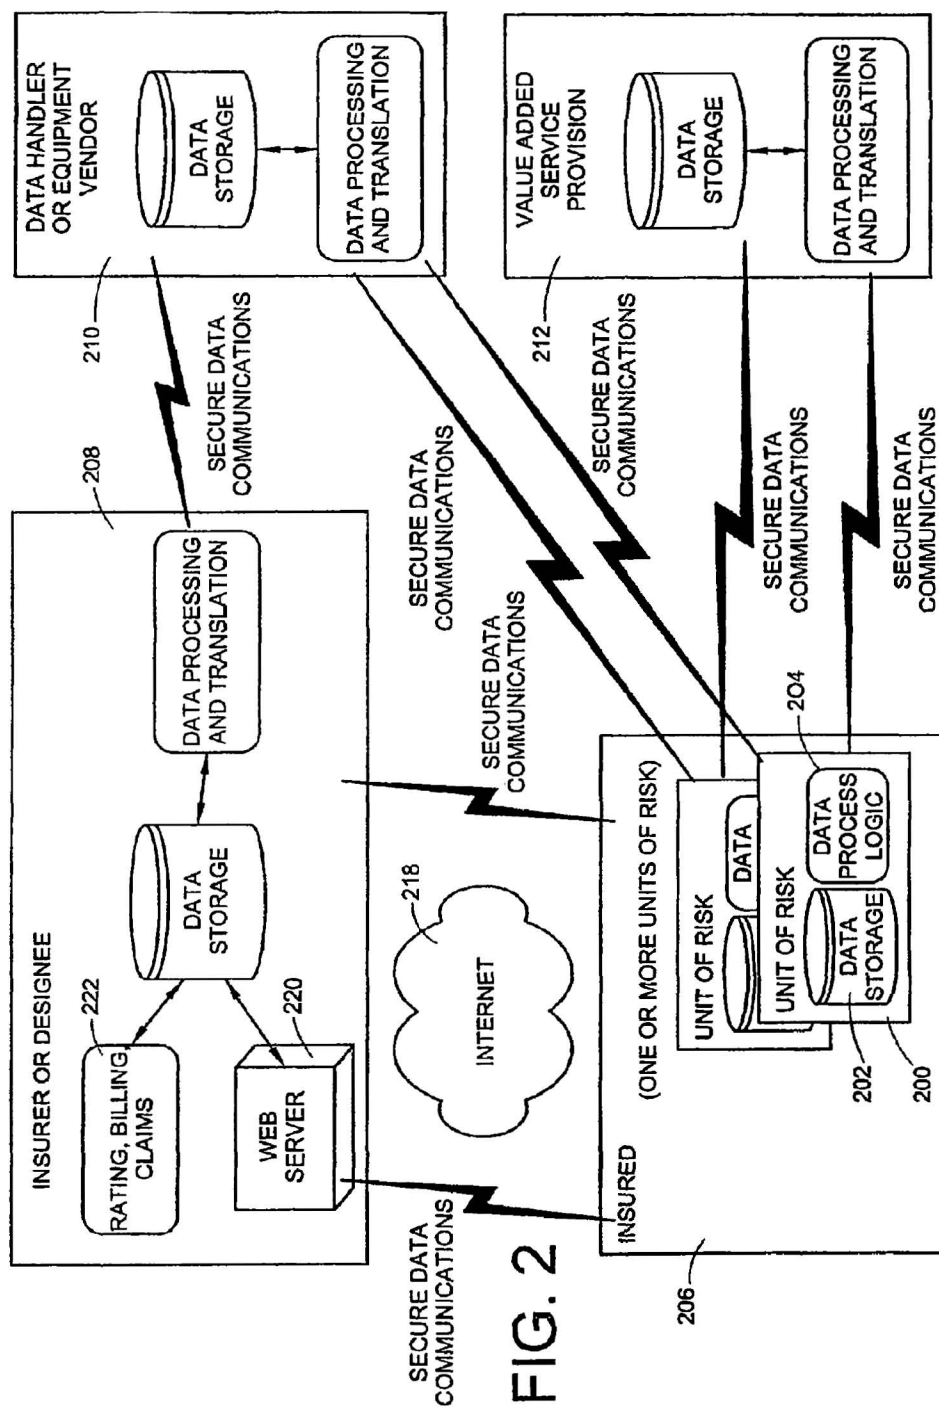 INSURER OR DESIGNEE
RATING, BILLING,
CLAIMS
222
WEB
SERVER
220
DATA
STORAGE
DATA PROCESSING
AND TRANSLATION
208
SECURE DATA
COMMUNICATIONS
210
DATA HANDLER
OR EQUIPMENT
VENDOR
DATA
STORAGE
DATA PROCESSING
AND TRANSLATION
SECURE DATA
COMMUNICATIONS
INTERNET
218
SECURE DATA
COMMUNICATIONS
SECURE DATA
COMMUNICATIONS
SECURE DATA
COMMUNICATIONS
212
VALUE ADDED
SERVICE
PROVISION
DATA
STORAGE
DATA PROCESSING
AND TRANSLATION
FIG. 2
INSURED
206
(ONE OR MORE UNITS OF RISK)
UNIT OF RISK
DATA
UNIT OF RISK
DATA
STORAGE
202
200
DATA
PROCESS
LOGIC
204
SECURE DATA
COMMUNICATIONS
SECURE DATA
COMMUNICATIONS